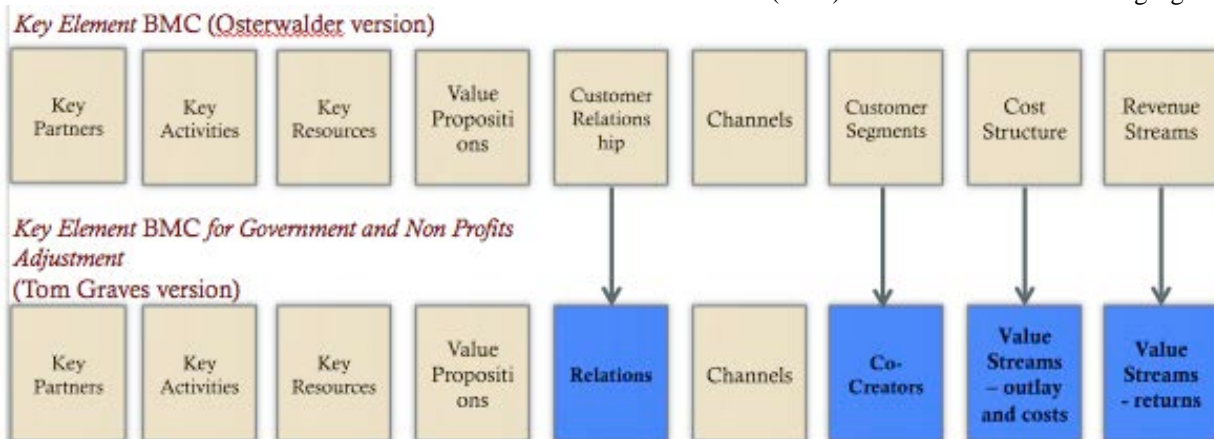 Key Element BMC (Osterwalder version)
Key
Partners
Key
Activities
Key
Resources
Value
Propositi
ons
Customer
Relations
hip
Channels
Customer
Segments
Cost
Structure
Revenue
Streams
Key Element BMC for Government and Non Profits
Adjustment
(Tom Graves version)
Key
Partners
Key
Activities
Key
Resources
Value
Propositi
ons
Relations
Channels
Co-
Creators
Value
Streams
– outlay
and costs
Value
Streams
- returns